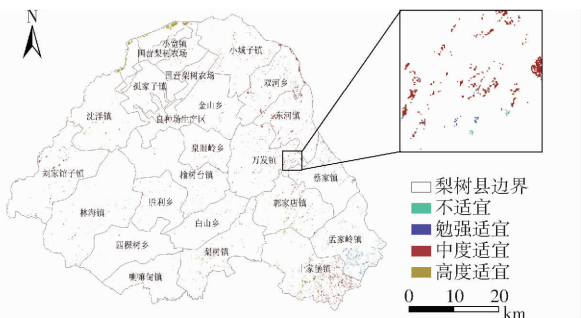 N
小宽镇
国营梨树农场
小城子镇
国营梨树农场
双河乡
孤家子镇
金山乡
沈洋镇
东河镇
良种场生产区
泉眼岭乡
万发镇
刘家馆子镇
榆树台镇
蔡家镇
林海镇
胜利乡
郭家店镇
白山乡
四棵树乡
梨树镇
孟家岭镇
喇嘛甸镇
十家堡镇
梨树县边界
不适宜
勉强适宜
中度适宜
高度适宜
0 10 20
km